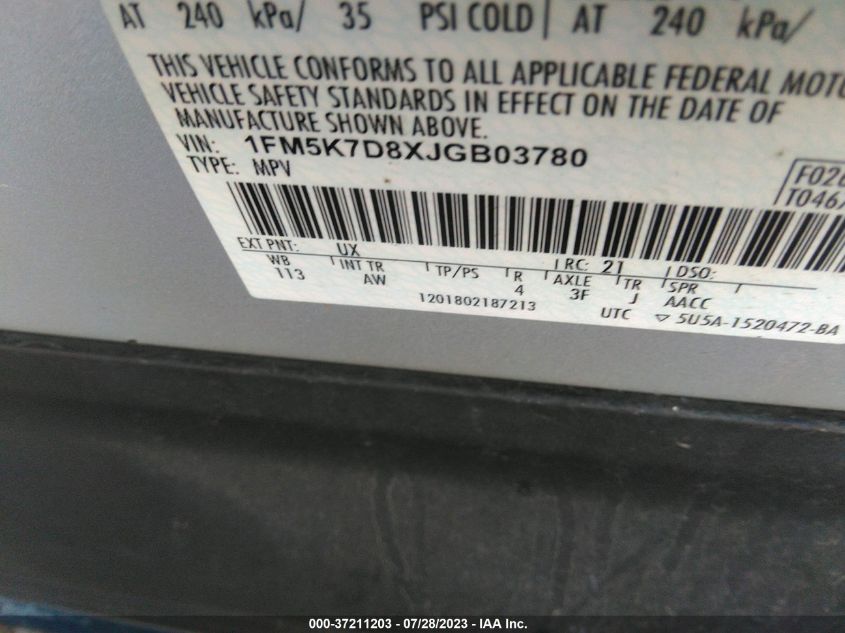 AT 240 kPa/ 35 PSI COLD AT 240 kPa/
THIS VEHICLE CONFORMS TO ALL APPLICABLE FEDERAL MOTO
VEHICLE SAFETY STANDARDS IN EFFECT ON THE DATE OF
MANUFACTURE SHOWN ABOVE.
VIN: 1FM5K7D8XJGB03780
TYPE: MPV
F026
T046
EXT PNT: UX RC: 21 DSO:
WB INT TR TP/PS R AXLE TR SPR
113 AW 4 3F J AACC
1201802187213
UTC ▽ 5U5A-1520472-BA
000-37211203 / 07/28/2023 - IAA Inc.